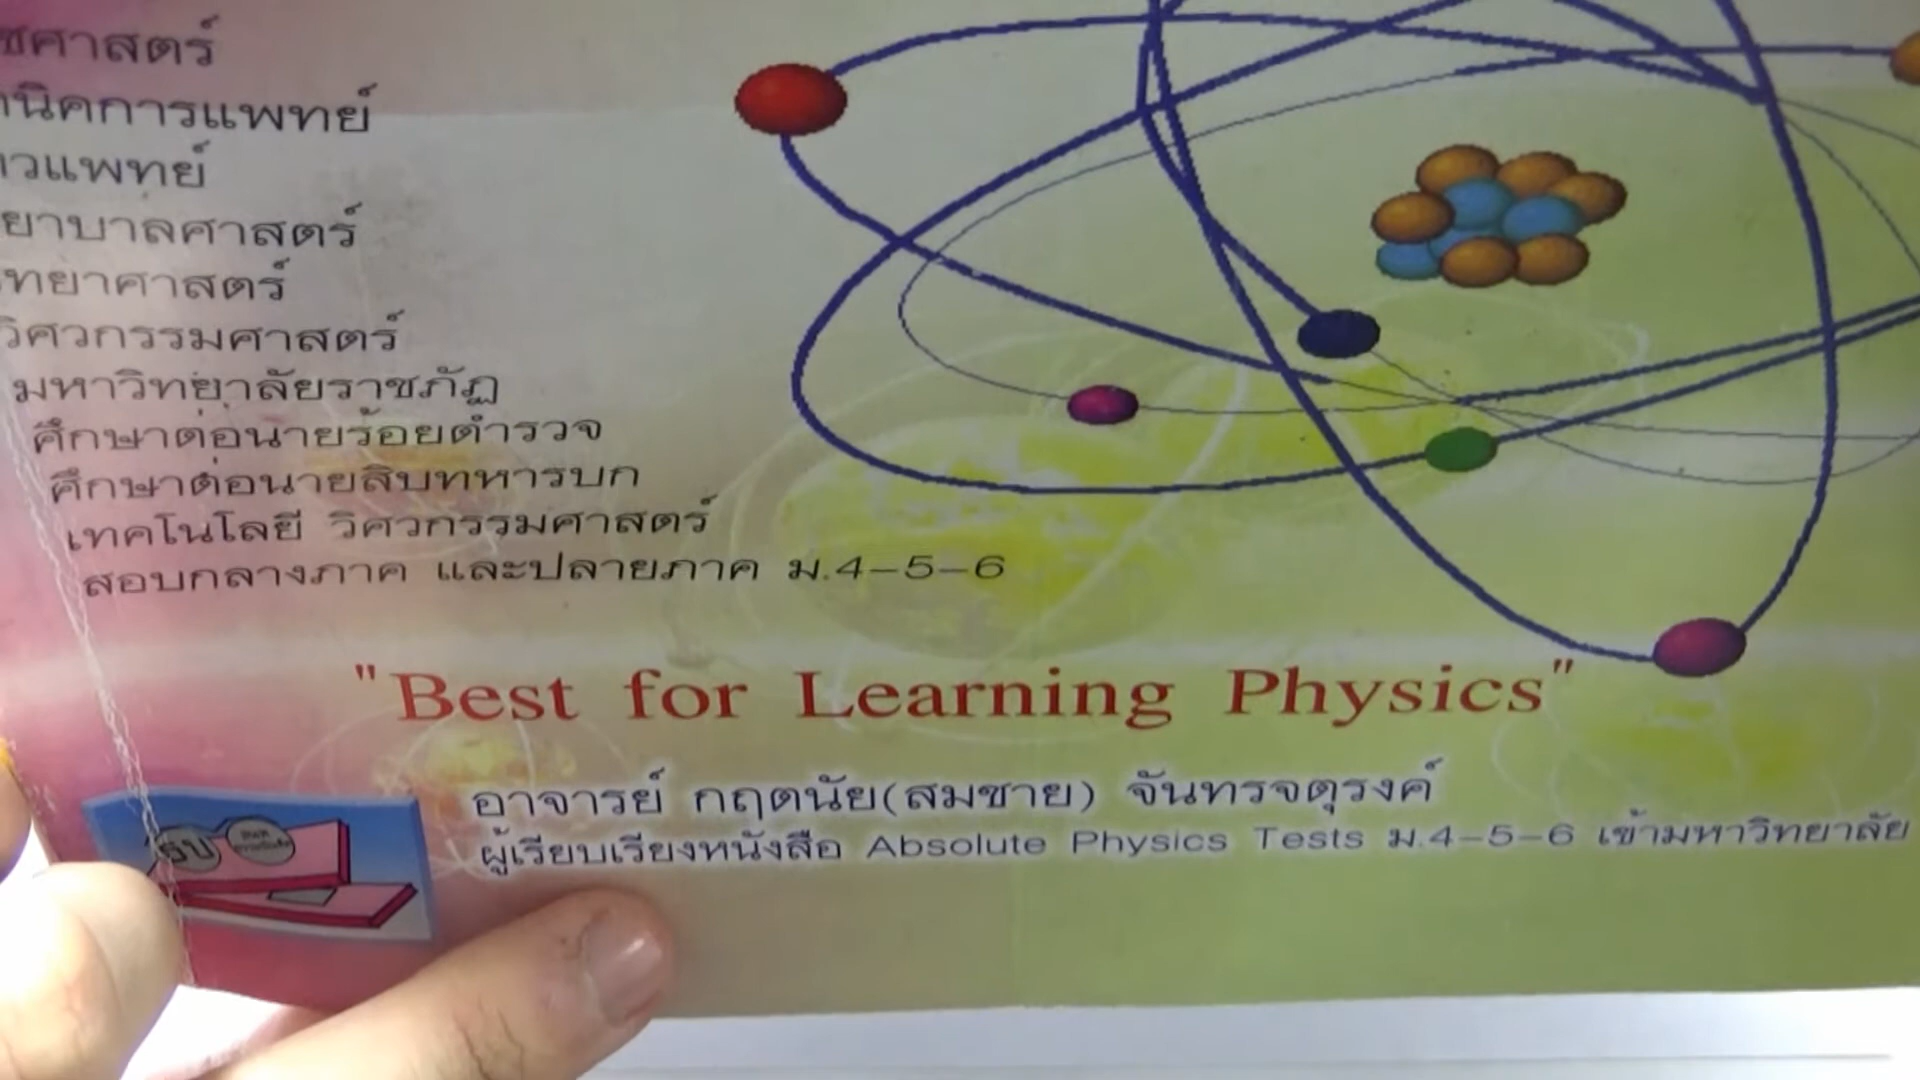 ศาสตร์
นิคการแพทย์
วแพทย์
ยาบาลศาสตร์
ทยาศาสตร์
วิศวกรรมศาสตร์
มหาวิทยาลัยราชภัฏ
ศึกษาต่อนายร้อยตำรวจ
ศึกษาต่อนายสิบทหารบก
เทคโนโลยี วิศวกรรมศาสตร์
สอบกลางภาค และปลายภาค ม.4-5-6
"Best for Learning Physics"
อาจารย์ กฤตนัย(สมชาย) จันทรจตุรงค์
ผู้เรียบเรียงหนังสือ Absolute Physics Tests ม.4-5-6 เข้ามหาวิทยาลัย